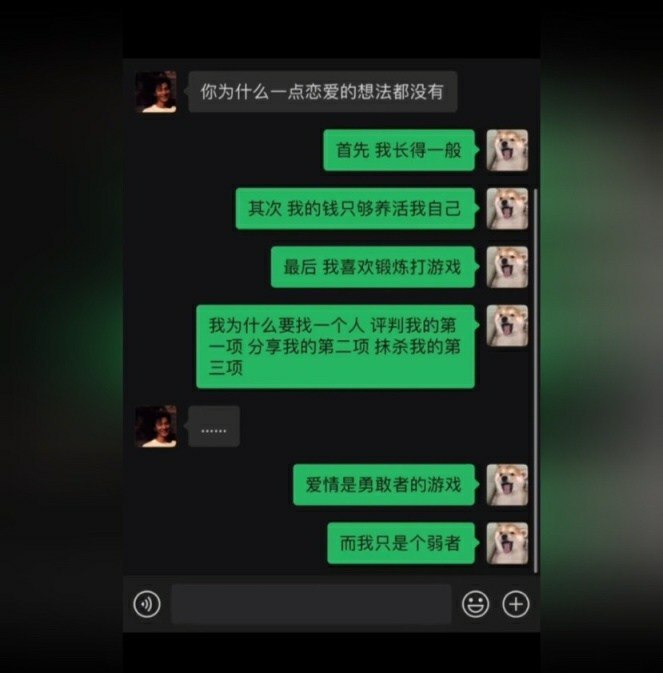 你为什么一点恋爱的想法都没有
首先 我长得一般
其次 我的钱只够养活我自己
最后 我喜欢锻炼打游戏
我为什么要找一个人 评判我的第
一项 分享我的第二项 抹杀我的第
三项
......
爱情是勇敢者的游戏
而我只是个弱者